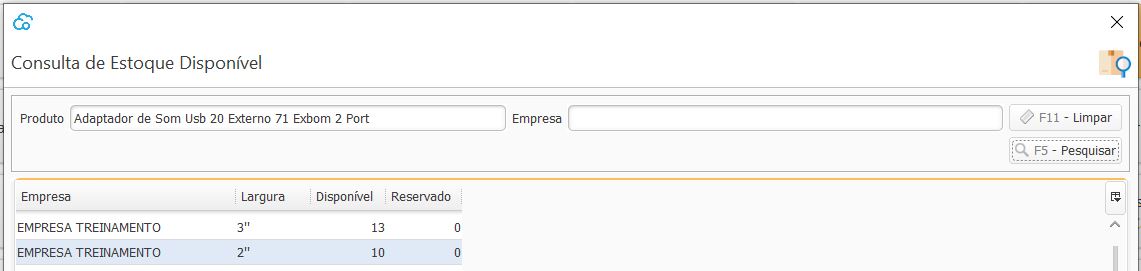 Consulta de Estoque Disponível
Produto Adaptador de Som Usb 20 Externo 71 Exbom 2 Port Empresa F11 - Limpar
F5 - Pesquisar
Empresa Largura Disponível Reservado
EMPRESA TREINAMENTO 3" 13 0
EMPRESA TREINAMENTO 2" 10 0